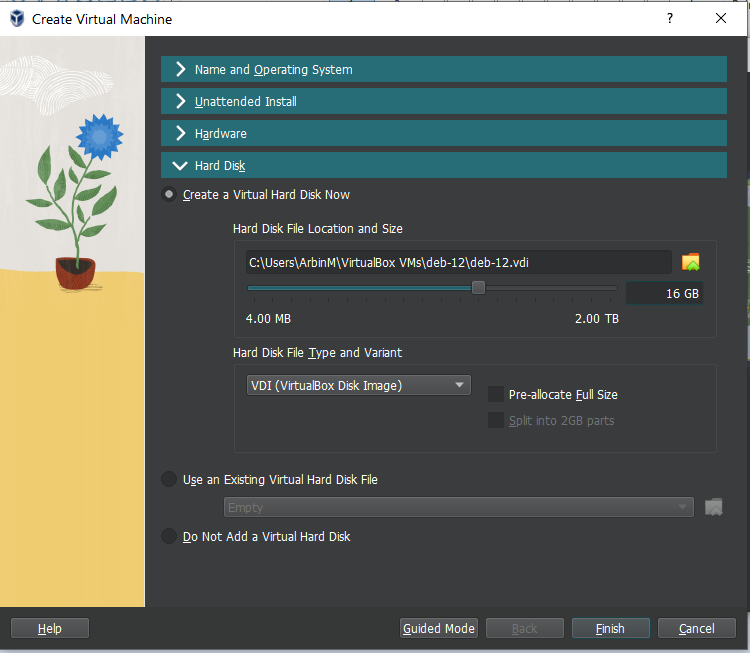 Create Virtual Machine
?
Name and Operating System
Unattended Install
Hardware
Hard Disk
Create a Virtual Hard Disk Now
Hard Disk File Location and Size
C:\Users\ArbinM\VirtualBox VMs\deb-12\deb-12.vdi
16 GB
4.00 MB 2.00 TB
Hard Disk File Type and Variant
VDI (VirtualBox Disk Image)
Pre-allocate Full Size
Split into 2GB parts
Use an Existing Virtual Hard Disk File
Empty
Do Not Add a Virtual Hard Disk
Help Guided Mode Back Finish Cancel